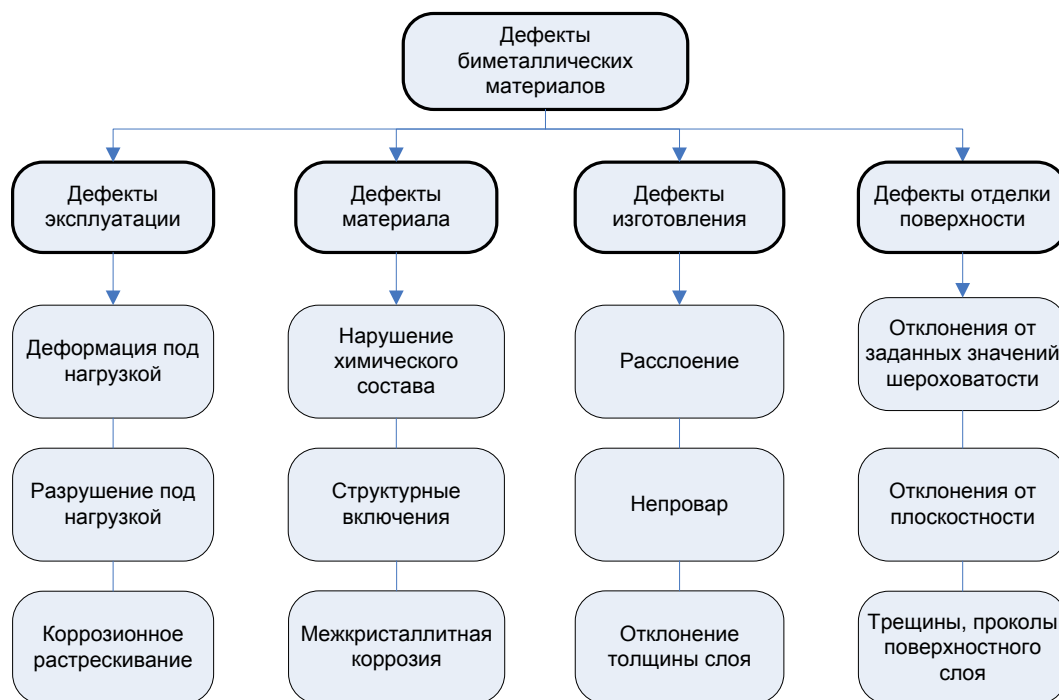 Дефекты
биметаллических
материалов
Дефекты
эксплуатации
Дефекты
материала
Дефекты
изготовления
Дефекты отделки
поверхности
Деформация под
нагрузкой
Нарушение
химического
состава
Расслоение
Отклонения от
заданных значений
шероховатости
Разрушение под
нагрузкой
Структурные
включения
Непровар
Отклонения от
плоскостности
Коррозионное
растрескивание
Межкристаллитная
коррозия
Отклонение
толщины слоя
Трещины, проколы
поверхностного
слоя